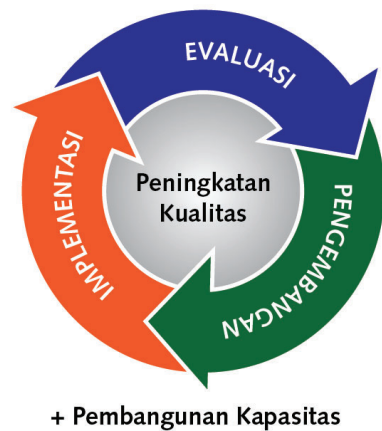 EVALUASI
PENGEMBANGAN
IMPLEMENTASI
Peningkatan
Kualitas
+ Pembangunan Kapasitas